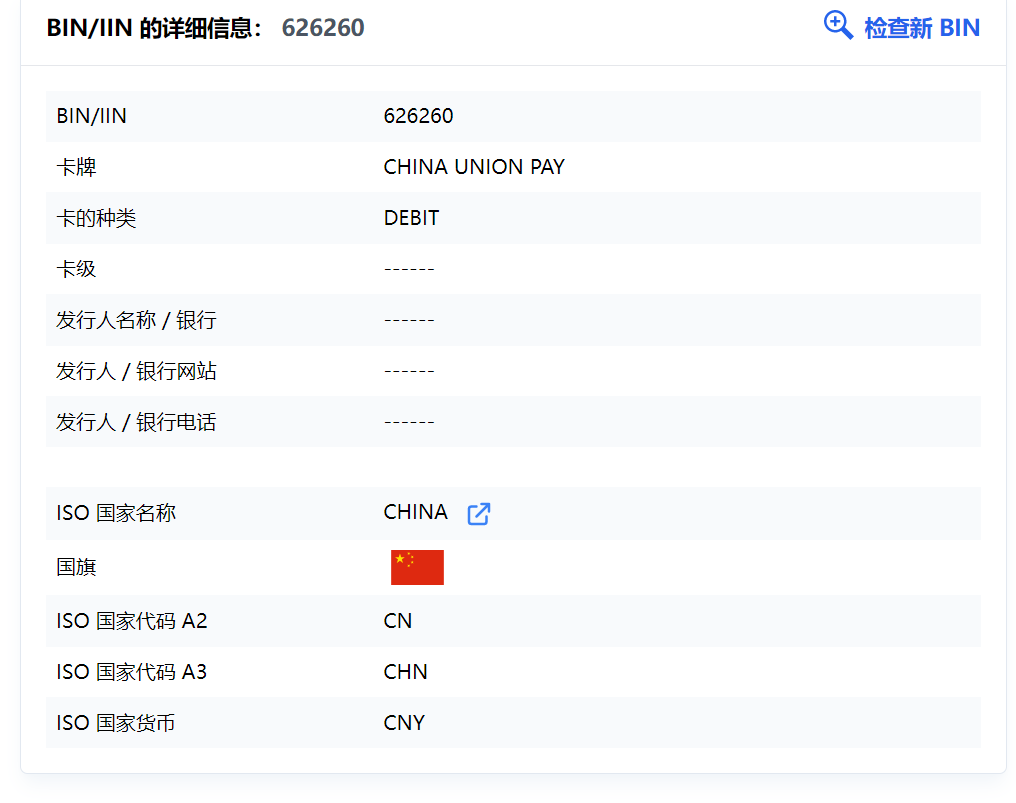 BIN/IIN 的详细信息： 626260 检查新 BIN
BIN/IIN 626260
卡牌 CHINA UNION PAY
卡的种类 DEBIT
卡级 ------
发行人名称 / 银行 ------
发行人 / 银行网站 ------
发行人 / 银行电话 ------
ISO 国家名称 CHINA
国旗
ISO 国家代码 A2 CN
ISO 国家代码 A3 CHN
ISO 国家货币 CNY